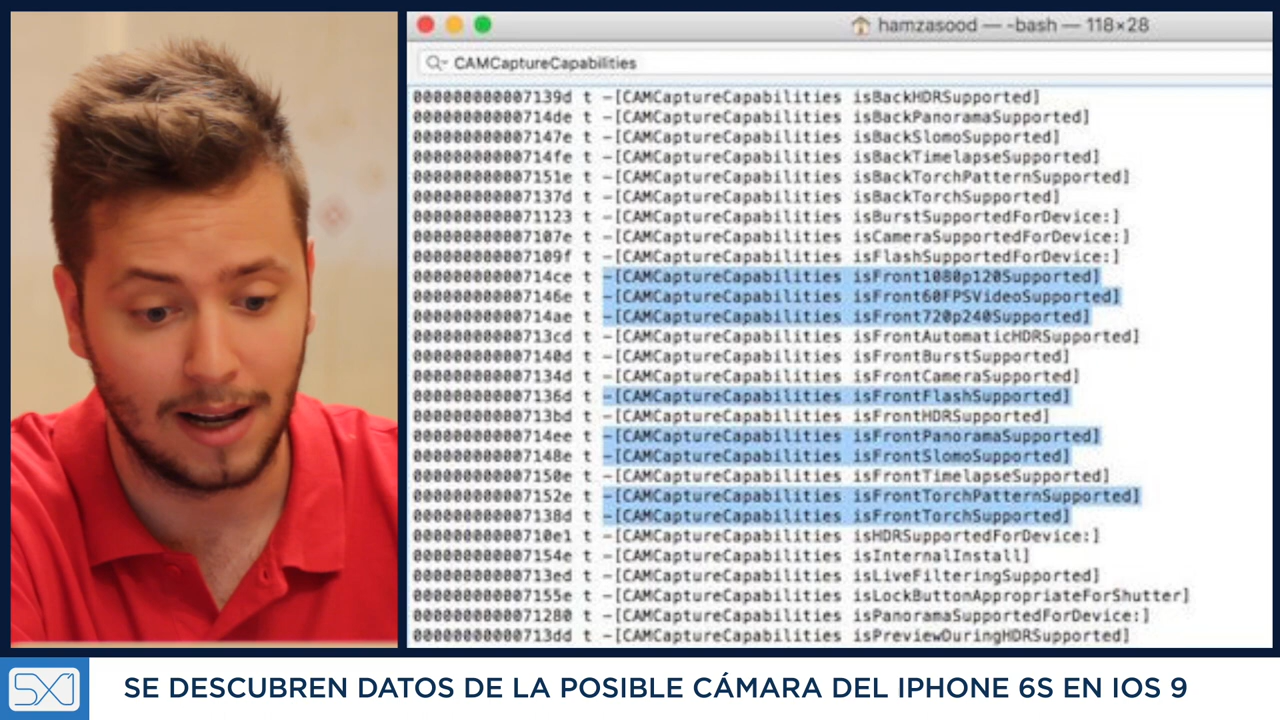 hamzasood — -bash — 118×28
CAMCaptureCapabilities
000000000007139d t -[CAMCaptureCapabilities isBackHDRSupported]
00000000000714de t -[CAMCaptureCapabilities isBackPanoramaSupported]
000000000007147e t -[CAMCaptureCapabilities isBackSlomoSupported]
00000000000714fe t -[CAMCaptureCapabilities isBackTimelapseSupported]
000000000007151e t -[CAMCaptureCapabilities isBackTorchPatternSupported]
000000000007137d t -[CAMCaptureCapabilities isBackTorchSupported]
0000000000071123 t -[CAMCaptureCapabilities isBurstSupportedForDevice:]
000000000007107e t -[CAMCaptureCapabilities isCameraSupportedForDevice:]
000000000007109f t -[CAMCaptureCapabilities isFlashSupportedForDevice:]
00000000000714ce t -[CAMCaptureCapabilities isFront1080p120Supported]
000000000007146e t -[CAMCaptureCapabilities isFront60FPSVideoSupported]
00000000000714ae t -[CAMCaptureCapabilities isFront720p240Supported]
00000000000713cd t -[CAMCaptureCapabilities isFrontAutomaticHDRSupported]
000000000007140d t -[CAMCaptureCapabilities isFrontBurstSupported]
000000000007134d t -[CAMCaptureCapabilities isFrontCameraSupported]
000000000007136d t -[CAMCaptureCapabilities isFrontFlashSupported]
00000000000713bd t -[CAMCaptureCapabilities isFrontHDRSupported]
00000000000714ee t -[CAMCaptureCapabilities isFrontPanoramaSupported]
000000000007148e t -[CAMCaptureCapabilities isFrontSlomoSupported]
000000000007150e t -[CAMCaptureCapabilities isFrontTimelapseSupported]
000000000007152e t -[CAMCaptureCapabilities isFrontTorchPatternSupported]
000000000007138d t -[CAMCaptureCapabilities isFrontTorchSupported]
00000000000710e1 t -[CAMCaptureCapabilities isHDRSupportedForDevice:]
000000000007154e t -[CAMCaptureCapabilities isInternalInstall]
00000000000713ed t -[CAMCaptureCapabilities isLiveFilteringSupported]
000000000007155e t -[CAMCaptureCapabilities isLockButtonAppropriateForShutter]
0000000000071280 t -[CAMCaptureCapabilities isPanoramaSupportedForDevice:]
00000000000713dd t -[CAMCaptureCapabilities isPreviewDuringHDRSupported]
5X1 SE DESCUBREN DATOS DE LA POSIBLE CÁMARA DEL IPHONE 6S EN IOS 9